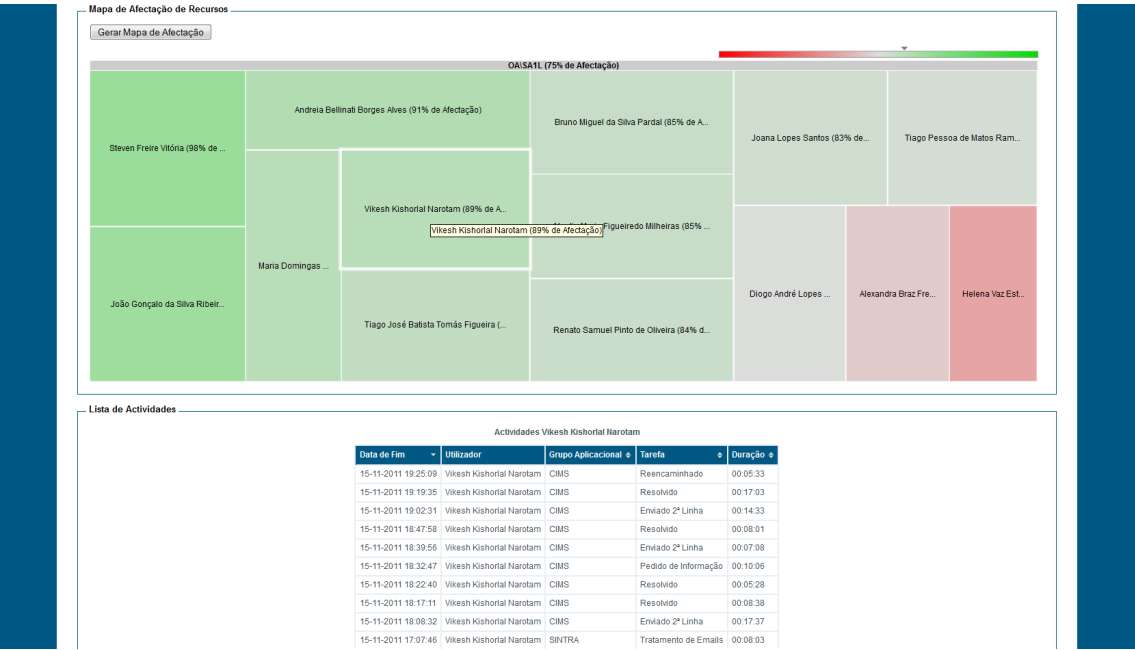 Mapa de Afectação de Recursos
Gerar Mapa de Afectação
OA\SA1L (75% de Afectação)
Steven Freire Vitória (98% de ...
Andreia Bellinati Borges Alves (91% de Afectação)
Bruno Miguel da Silva Pardal (85% de A...
Joana Lopes Santos (83% de...
Tiago Pessoa de Matos Ram...
Vikesh Kishorlal Narotam (89% de A...
Vikesh Kishorlal Narotam (89% de Afectação)
Figueiredo Milheiras (85% ...
Maria Domingas ...
João Gonçalo da Silva Ribeir...
Tiago José Batista Tomás Figueira (...
Renato Samuel Pinto de Oliveira (84% d...
Diogo André Lopes ...
Alexandra Braz Fre...
Helena Vaz Est...
Lista de Actividades
Actividades Vikesh Kishorlal Narotam
Data de Fim Utilizador Grupo Aplicacional Tarefa Duração
15-11-2011 19:25:09 Vikesh Kishorlal Narotam CIMS Reencaminhado 00:05:33
15-11-2011 19:19:35 Vikesh Kishorlal Narotam CIMS Resolvido 00:17:03
15-11-2011 19:02:31 Vikesh Kishorlal Narotam CIMS Enviado 2ª Linha 00:14:33
15-11-2011 18:47:58 Vikesh Kishorlal Narotam CIMS Resolvido 00:08:01
15-11-2011 18:39:56 Vikesh Kishorlal Narotam CIMS Enviado 2ª Linha 00:07:08
15-11-2011 18:32:47 Vikesh Kishorlal Narotam CIMS Pedido de Informação 00:10:06
15-11-2011 18:22:40 Vikesh Kishorlal Narotam CIMS Resolvido 00:05:28
15-11-2011 18:17:11 Vikesh Kishorlal Narotam CIMS Resolvido 00:08:38
15-11-2011 18:08:32 Vikesh Kishorlal Narotam CIMS Enviado 2ª Linha 00:17:37
15-11-2011 17:07:46 Vikesh Kishorlal Narotam SINTRA Tratamento de Emails 00:08:03